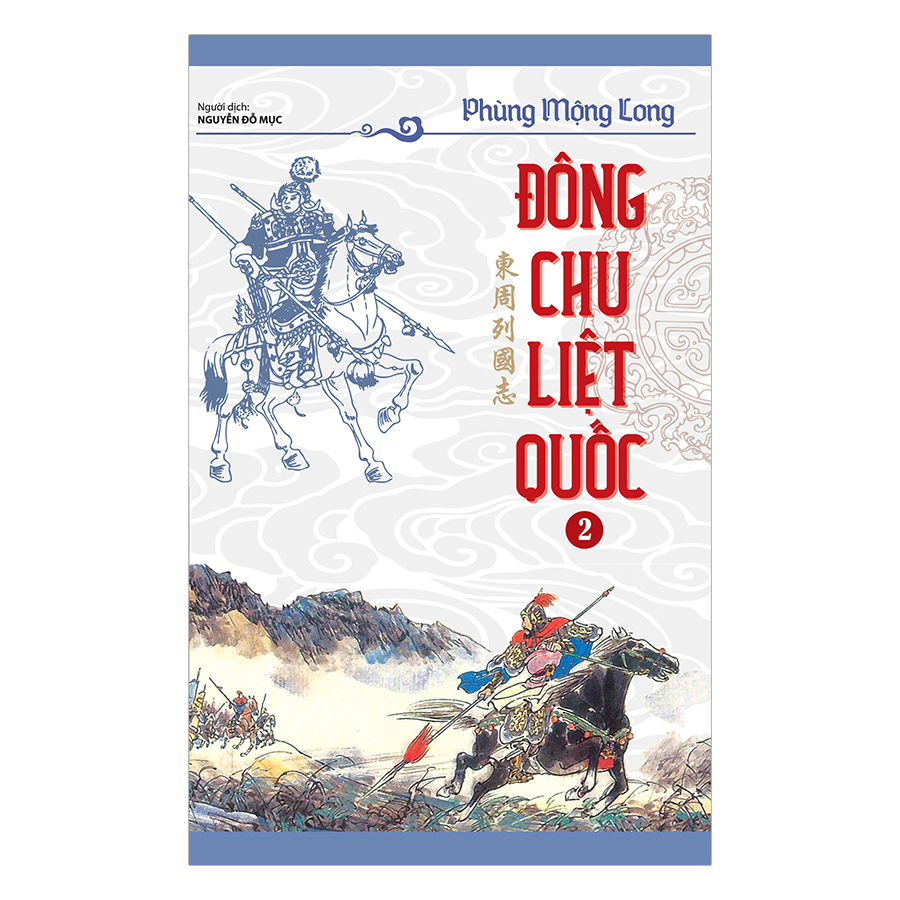 Người dịch:
NGUYỄN ĐỖ MỤC
Phùng Mộng Long
ĐÔNG
CHU
LIỆT
QUỐC
東周列國志
2